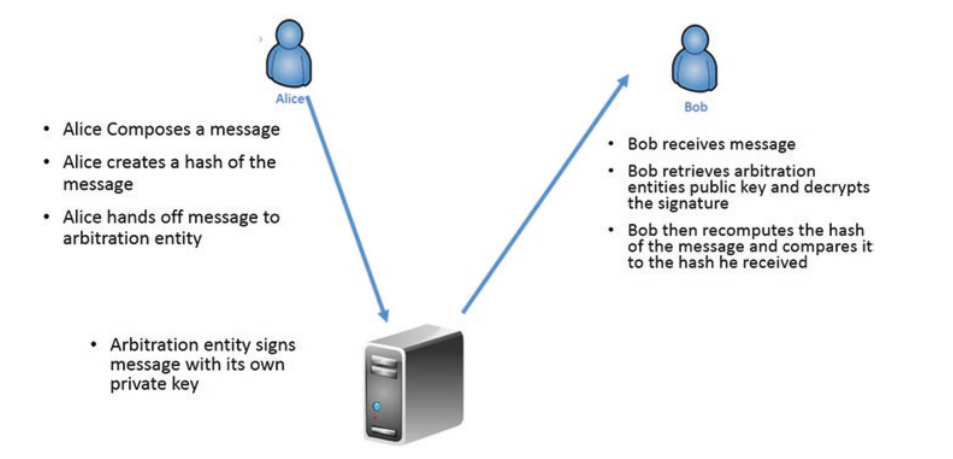 Alice
• Alice Composes a message
• Alice creates a hash of the
message
• Alice hands off message to
arbitration entity
• Arbitration entity signs
message with its own
private key
Bob
• Bob receives message
• Bob retrieves arbitration
entities public key and decrypts
the signature
• Bob then recomputes the hash
of the message and compares it
to the hash he received